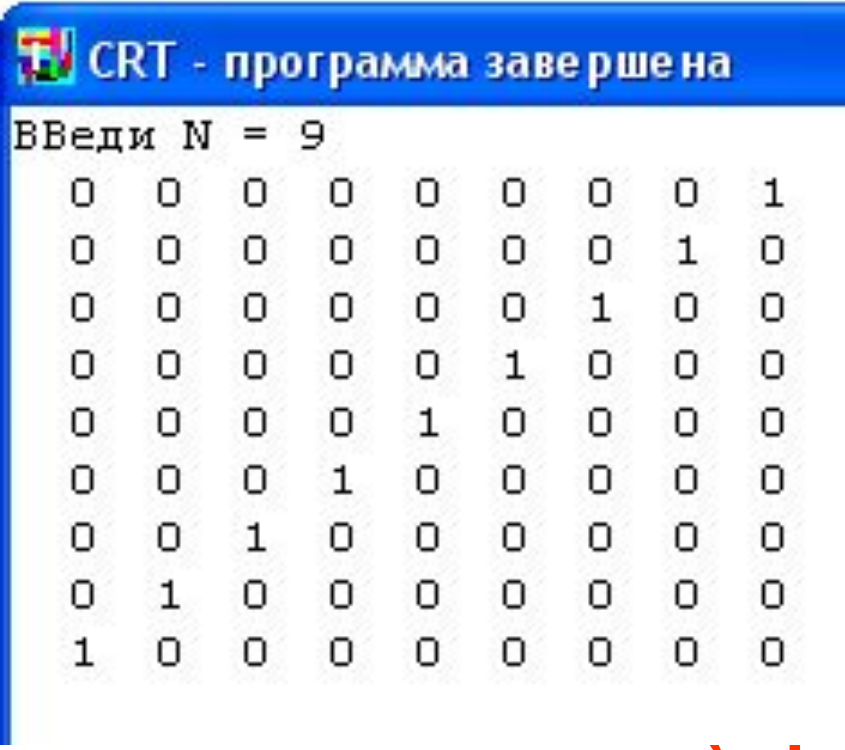 CRT - программа завершена
ВВеди N = 9
0 0 0 0 0 0 0 0 1
0 0 0 0 0 0 0 1 0
0 0 0 0 0 0 1 0 0
0 0 0 0 0 1 0 0 0
0 0 0 0 1 0 0 0 0
0 0 0 1 0 0 0 0 0
0 0 1 0 0 0 0 0 0
0 1 0 0 0 0 0 0 0
1 0 0 0 0 0 0 0 0